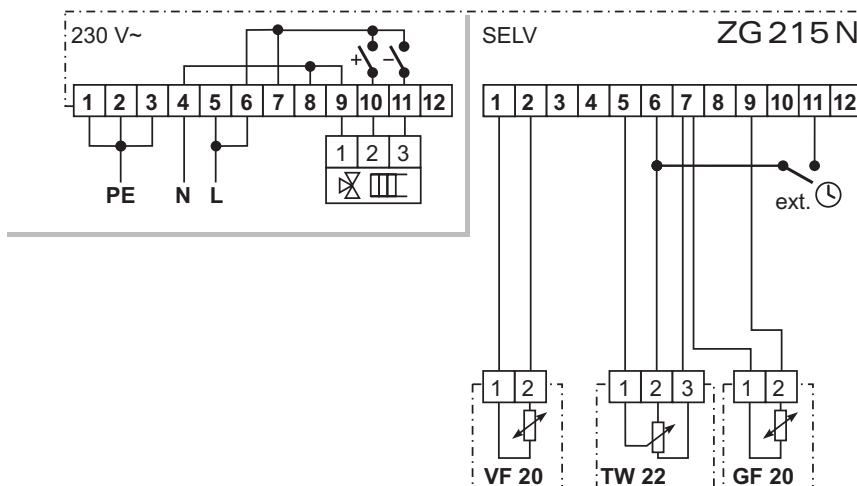 230 V~
SELV
ZG 215 N
+ –
1 2 3 4 5 6 7 8 9 10 11 12
1 2 3 4 5 6 7 8 9 10 11 12
1 2 3
PE N L
ext.
1 2
1 2 3
1 2
VF 20
TW 22
GF 20